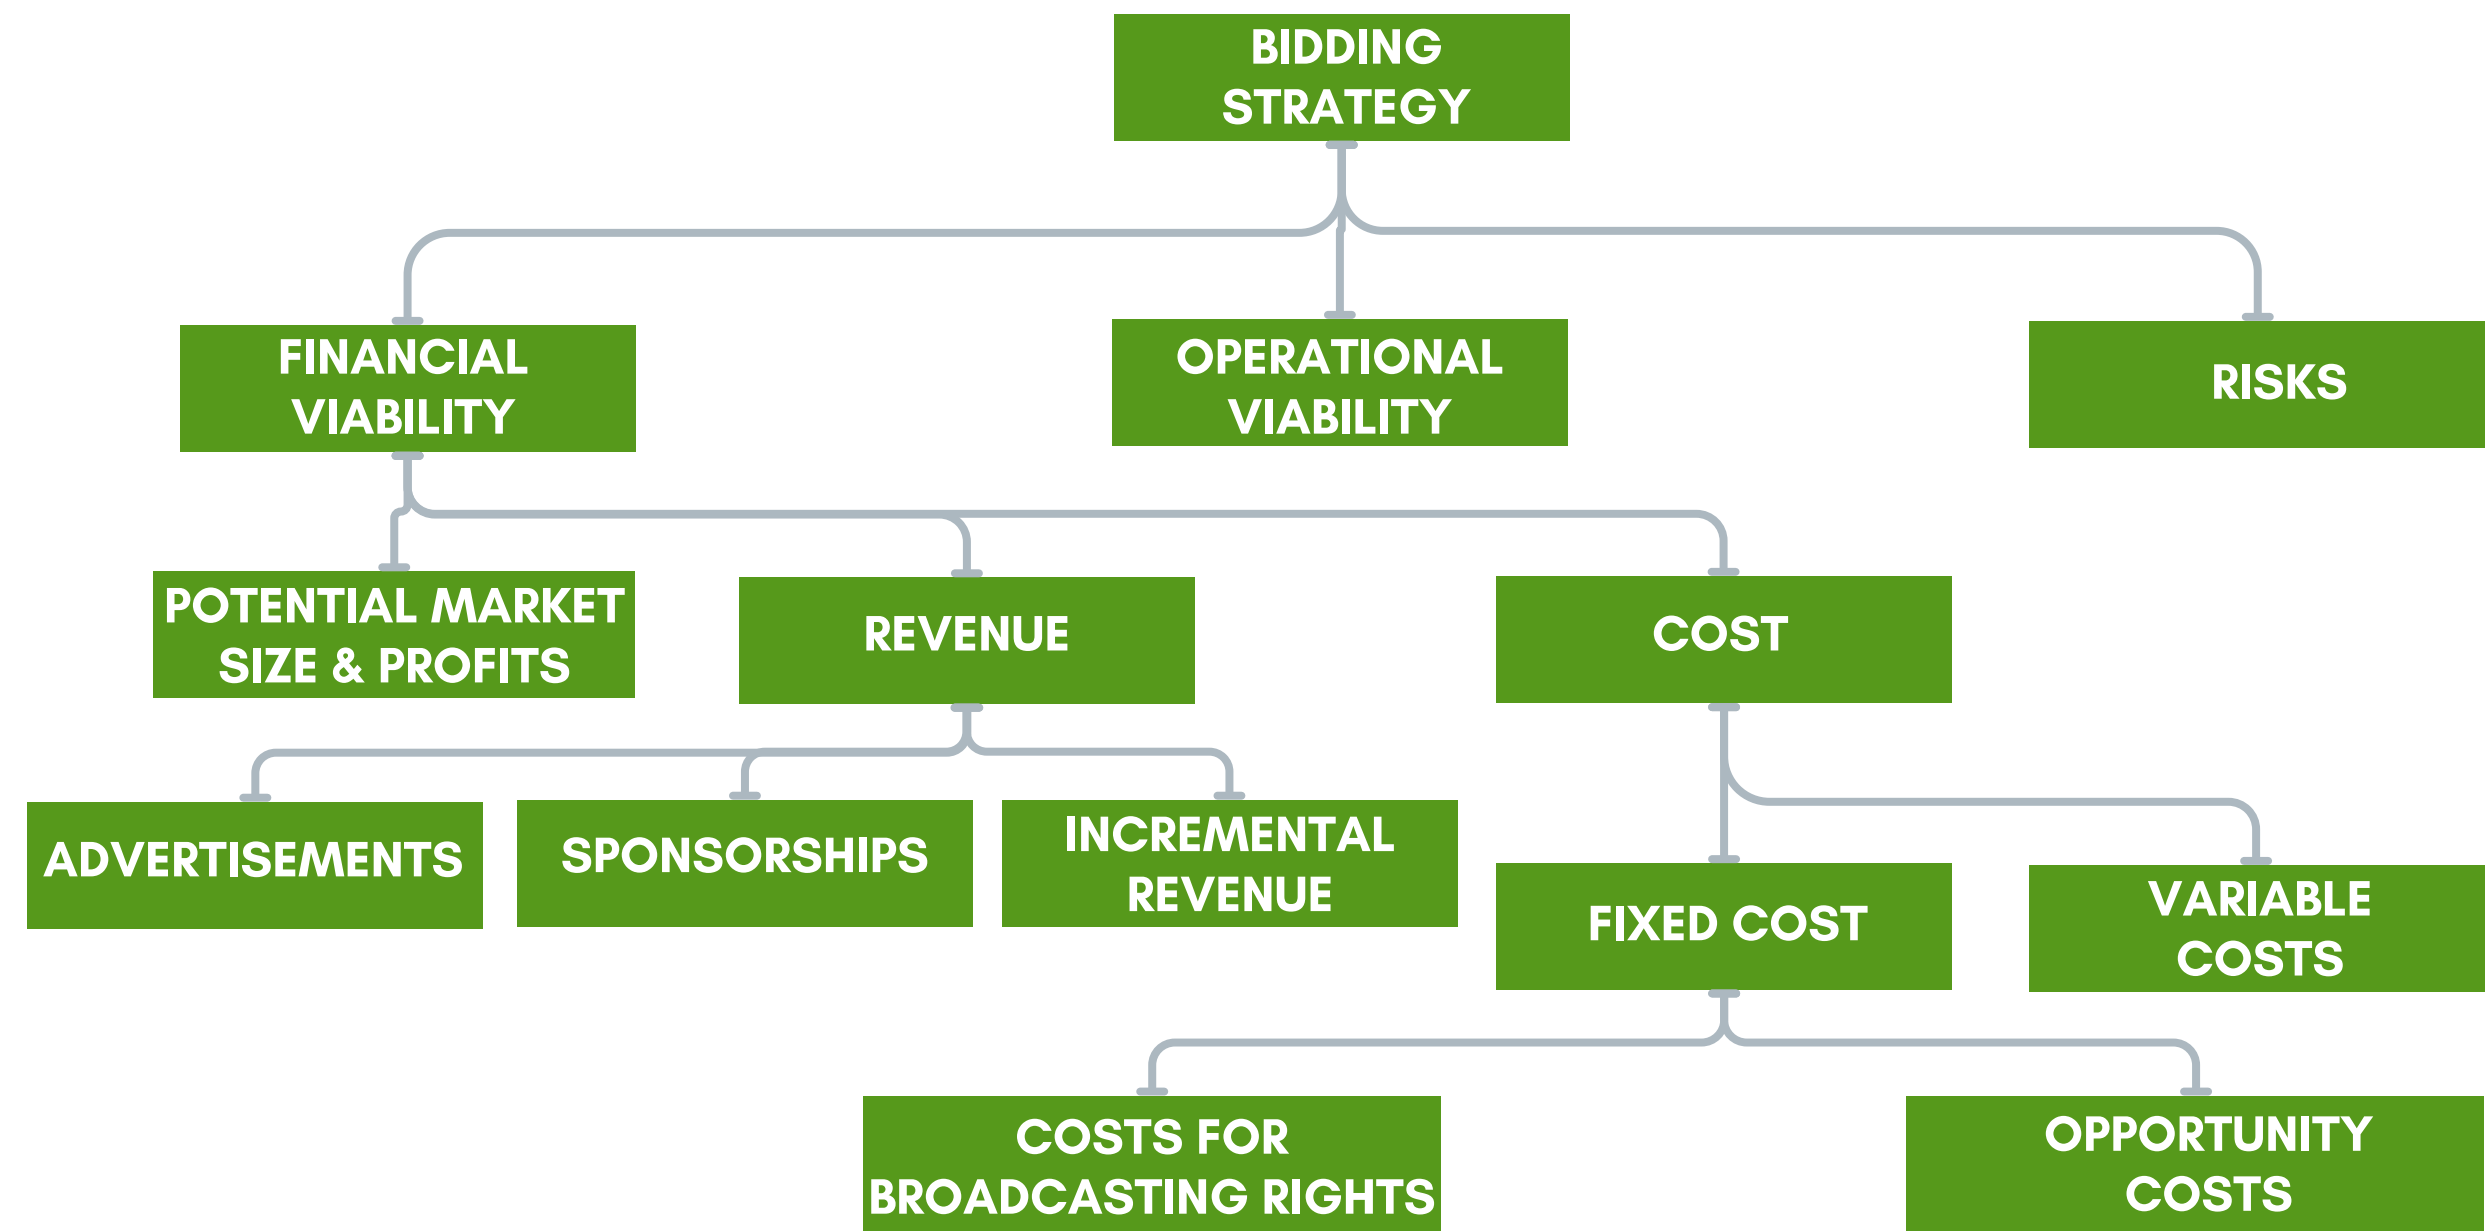 BIDDING
STRATEGY
FINANCIAL
VIABILITY
OPERATIONAL
VIABILITY
RISKS
POTENTIAL MARKET
SIZE & PROFITS
REVENUE
COST
ADVERTISEMENTS
SPONSORSHIPS
INCREMENTAL
REVENUE
FIXED COST
VARIABLE
COSTS
COSTS FOR
BROADCASTING RIGHTS
OPPORTUNITY
COSTS